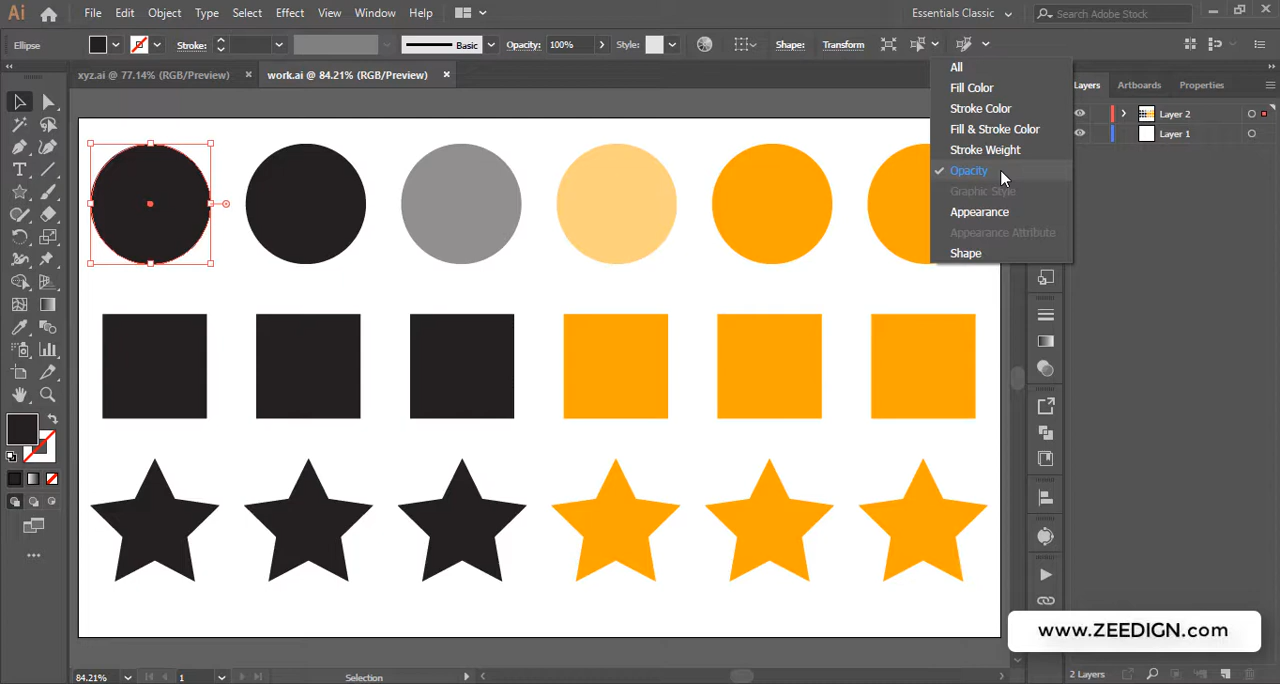 Ai File Edit Object Type Select Effect View Window Help Essentials Classic Search Adobe Stock
Ellipse Stroke: Basic Opacity: 100% Style: Shape: Transform
xyz.ai @ 77.14% (RGB/Preview) × work.ai @ 84.21% (RGB/Preview) ×
All
Fill Color
Stroke Color
Fill & Stroke Color
Stroke Weight
Opacity
Graphic Style
Appearance
Appearance Attribute
Shape
Layers Artboards Properties
Layer 2
Layer 1
www.ZEEDIGN.com
84.21% 1 Selection 2 Layers